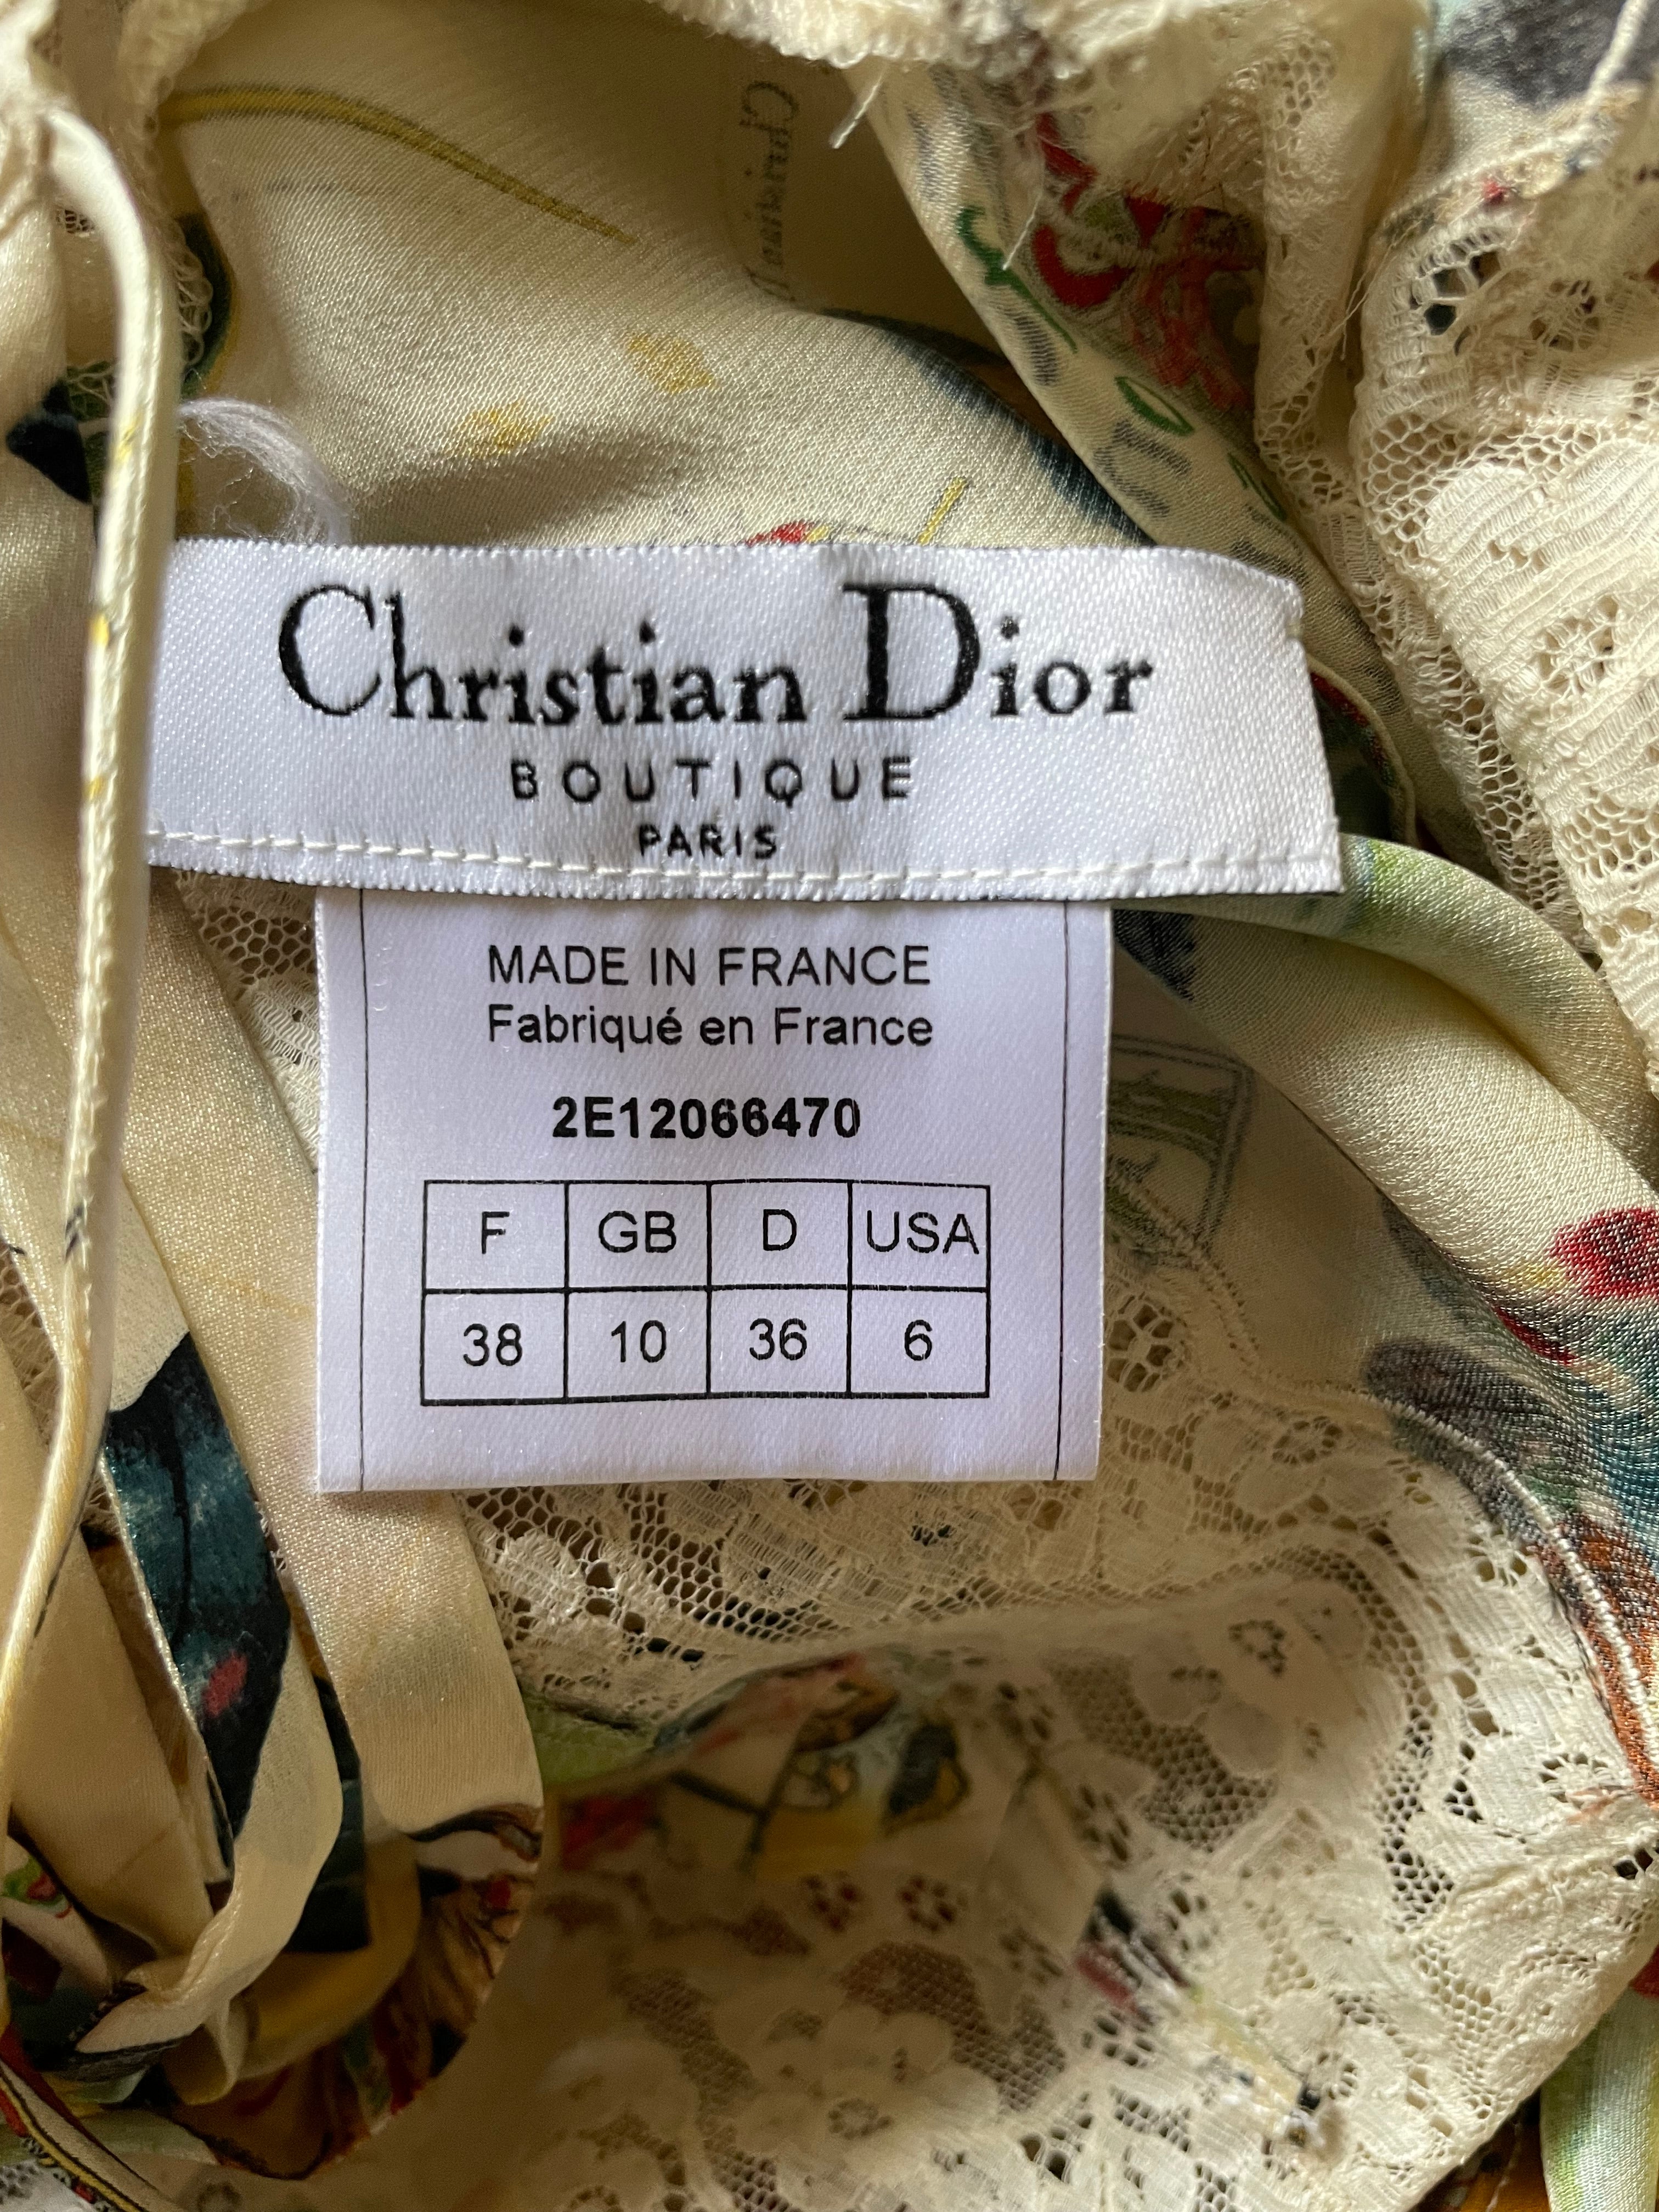 Christian Dior
BOUTIQUE
PARIS
MADE IN FRANCE
Fabriqué en France
2E12066470
F GB D USA
38 10 36 6